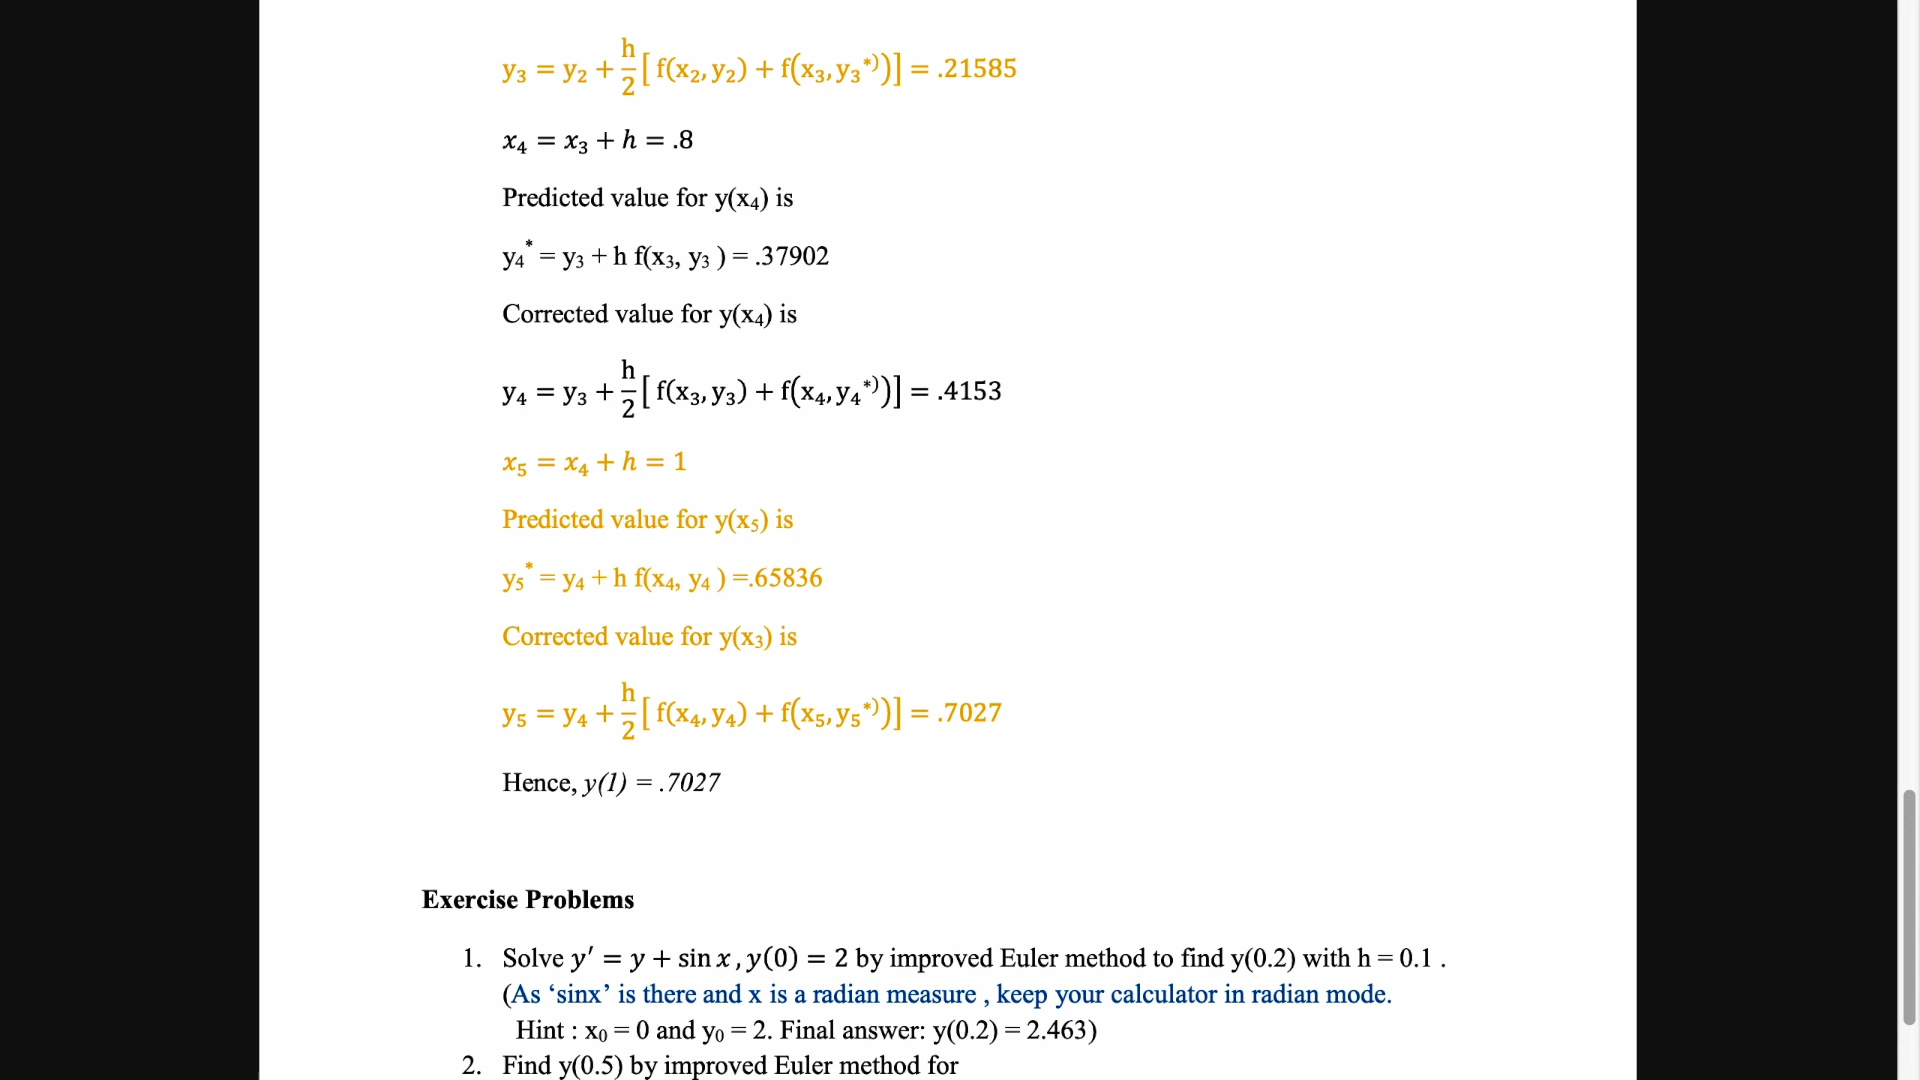 y₃ = y₂ + h/2 [ f(x₂, y₂) + f(x₃, y₃*⁾)] = .21585
x₄ = x₃ + h = .8
Predicted value for y(x₄) is
y₄* = y₃ + h f(x₃, y₃ ) = .37902
Corrected value for y(x₄) is
y₄ = y₃ + h/2 [ f(x₃, y₃) + f(x₄, y₄*⁾)] = .4153
x₅ = x₄ + h = 1
Predicted value for y(x₅) is
y₅* = y₄ + h f(x₄, y₄ ) =.65836
Corrected value for y(x₃) is
y₅ = y₄ + h/2 [ f(x₄, y₄) + f(x₅, y₅*⁾)] = .7027
Hence, y(1) = .7027
Exercise Problems
1. Solve y′ = y + sin x , y(0) = 2 by improved Euler method to find y(0.2) with h = 0.1 .
(As ‘sinx’ is there and x is a radian measure , keep your calculator in radian mode.
Hint : x₀ = 0 and y₀ = 2. Final answer: y(0.2) = 2.463)
2. Find y(0.5) by improved Euler method for